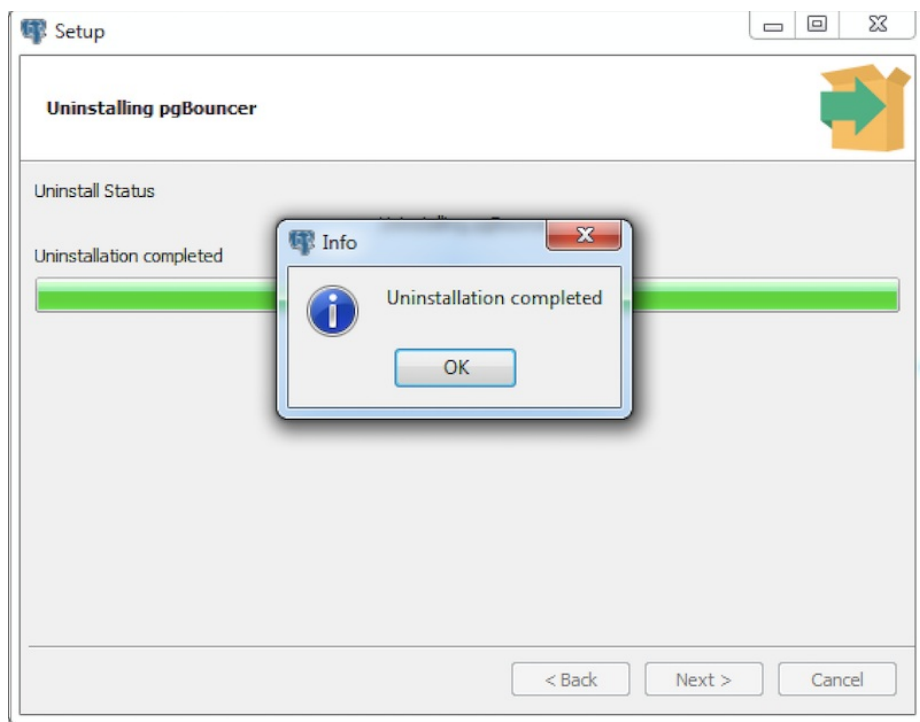 Setup
Uninstalling pgBouncer
Uninstall Status
Info
Uninstallation completed
Uninstallation completed
OK
< Back
Next >
Cancel